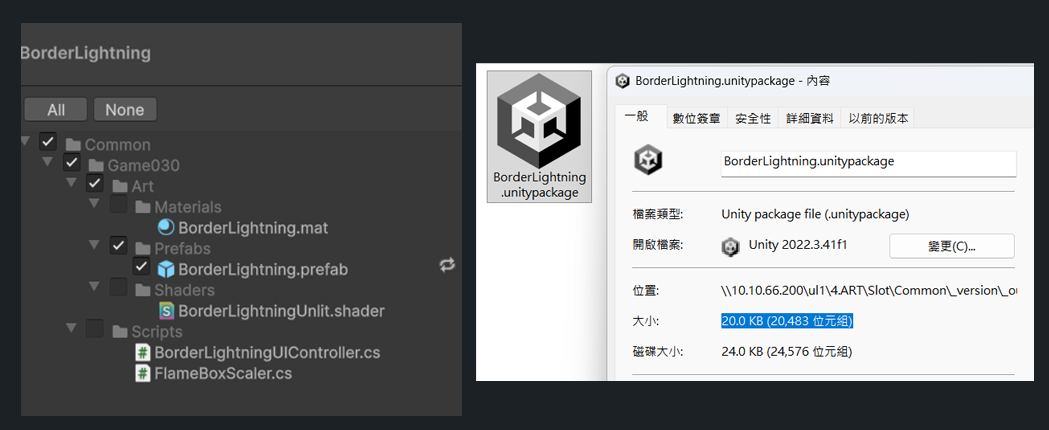 BorderLightning
All
None
Common
Game030
Art
Materials
BorderLightning.mat
Prefabs
BorderLightning.prefab
Shaders
BorderLightningUnlit.shader
Scripts
BorderLightningUIController.cs
FlameBoxScaler.cs
BorderLightning
.unitypackage
BorderLightning.unitypackage - 內容
一般 數位簽章 安全性 詳細資料 以前的版本
BorderLightning.unitypackage
檔案類型: Unity package file (.unitypackage)
開啟檔案: Unity 2022.3.41f1 變更(C)...
位置: \\10.10.66.200\ul1\4.ART\Slot\Common\_version\_ou
大小: 20.0 KB (20,483 位元組)
磁碟大小: 24.0 KB (24,576 位元組)